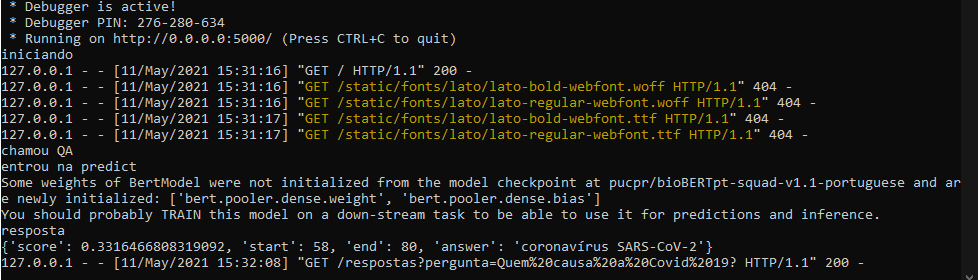 * Debugger is active!
* Debugger PIN: 276-280-634
* Running on http://0.0.0.0:5000/ (Press CTRL+C to quit)
iniciando
127.0.0.1 - - [11/May/2021 15:31:16] "GET / HTTP/1.1" 200 -
127.0.0.1 - - [11/May/2021 15:31:16] "GET /static/fonts/lato/lato-bold-webfont.woff HTTP/1.1" 404 -
127.0.0.1 - - [11/May/2021 15:31:16] "GET /static/fonts/lato/lato-regular-webfont.woff HTTP/1.1" 404 -
127.0.0.1 - - [11/May/2021 15:31:17] "GET /static/fonts/lato/lato-bold-webfont.ttf HTTP/1.1" 404 -
127.0.0.1 - - [11/May/2021 15:31:17] "GET /static/fonts/lato/lato-regular-webfont.ttf HTTP/1.1" 404 -
chamou QA
entrou na predict
Some weights of BertModel were not initialized from the model checkpoint at pucpr/bioBERTpt-squad-v1.1-portuguese and ar
e newly initialized: ['bert.pooler.dense.weight', 'bert.pooler.dense.bias']
You should probably TRAIN this model on a down-stream task to be able to use it for predictions and inference.
resposta
{'score': 0.3316466808319092, 'start': 58, 'end': 80, 'answer': 'coronavírus SARS-CoV-2'}
127.0.0.1 - - [11/May/2021 15:32:08] "GET /respostas?pergunta=Quem%20causa%20a%20Covid%2019? HTTP/1.1" 200 -